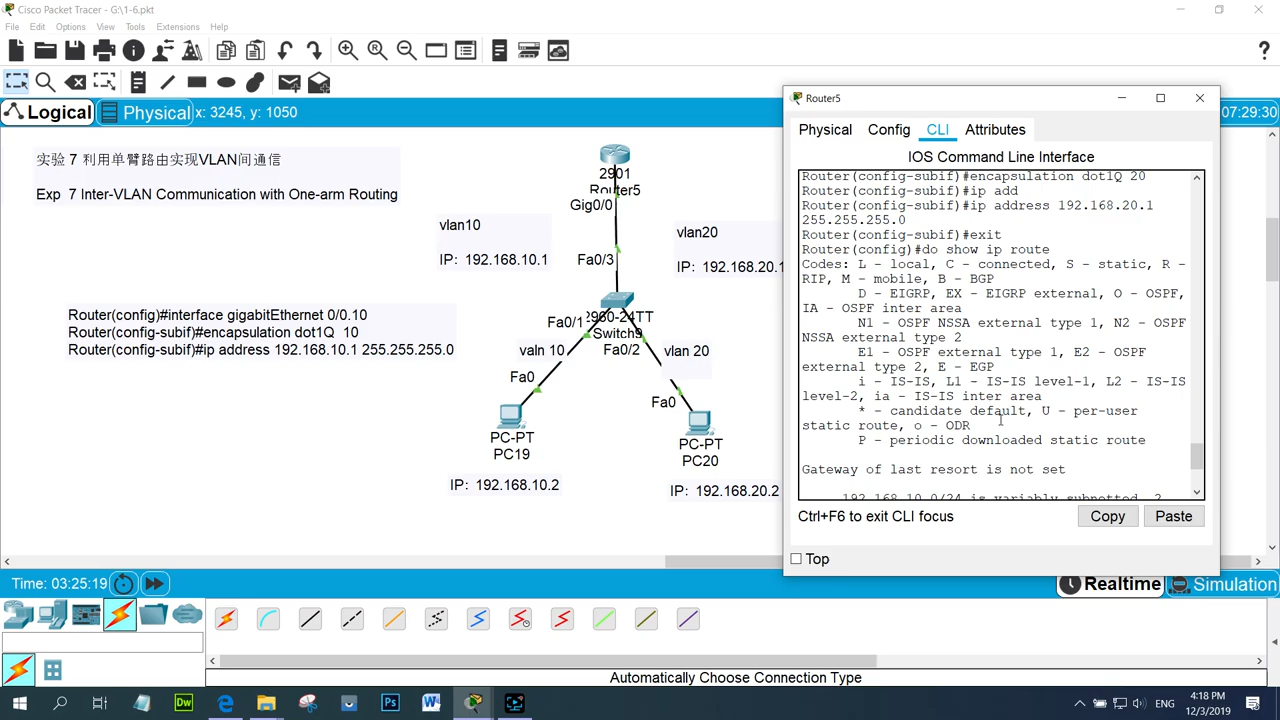 Cisco Packet Tracer - G:\1-6.pkt
File Edit Options View Tools Extensions Help
Logical Physical x: 3245, y: 1050
07:29:30
实验 7 利用单臂路由实现VLAN间通信
Exp 7 Inter-VLAN Communication with One-arm Routing
2901
Router5
Gig0/0
vlan10
IP: 192.168.10.1
vlan20
IP: 192.168.20.1
Fa0/3
Router(config)#interface gigabitEthernet 0/0.10
Router(config-subif)#encapsulation dot1Q 10
Router(config-subif)#ip address 192.168.10.1 255.255.255.0
2960-24TT
Switch9
Fa0/1
Fa0/2
valn 10
vlan 20
Fa0
Fa0
PC-PT
PC19
PC-PT
PC20
IP: 192.168.10.2
IP: 192.168.20.2
Router5
Physical Config CLI Attributes
IOS Command Line Interface
Router(config-subif)#encapsulation dot1Q 20
Router(config-subif)#ip add
Router(config-subif)#ip address 192.168.20.1
255.255.255.0
Router(config-subif)#exit
Router(config)#do show ip route
Codes: L - local, C - connected, S - static, R -
RIP, M - mobile, B - BGP
D - EIGRP, EX - EIGRP external, O - OSPF,
IA - OSPF inter area
N1 - OSPF NSSA external type 1, N2 - OSPF
NSSA external type 2
E1 - OSPF external type 1, E2 - OSPF
external type 2, E - EGP
i - IS-IS, L1 - IS-IS level-1, L2 - IS-IS
level-2, ia - IS-IS inter area
* - candidate default, U - per-user
static route, o - ODR
P - periodic downloaded static route
Gateway of last resort is not set
192.168.10.0/24 is variably subnetted, 2
Ctrl+F6 to exit CLI focus
Copy Paste
Top
Time: 03:25:19
Realtime Simulation
Automatically Choose Connection Type
4:18 PM
ENG
12/3/2019